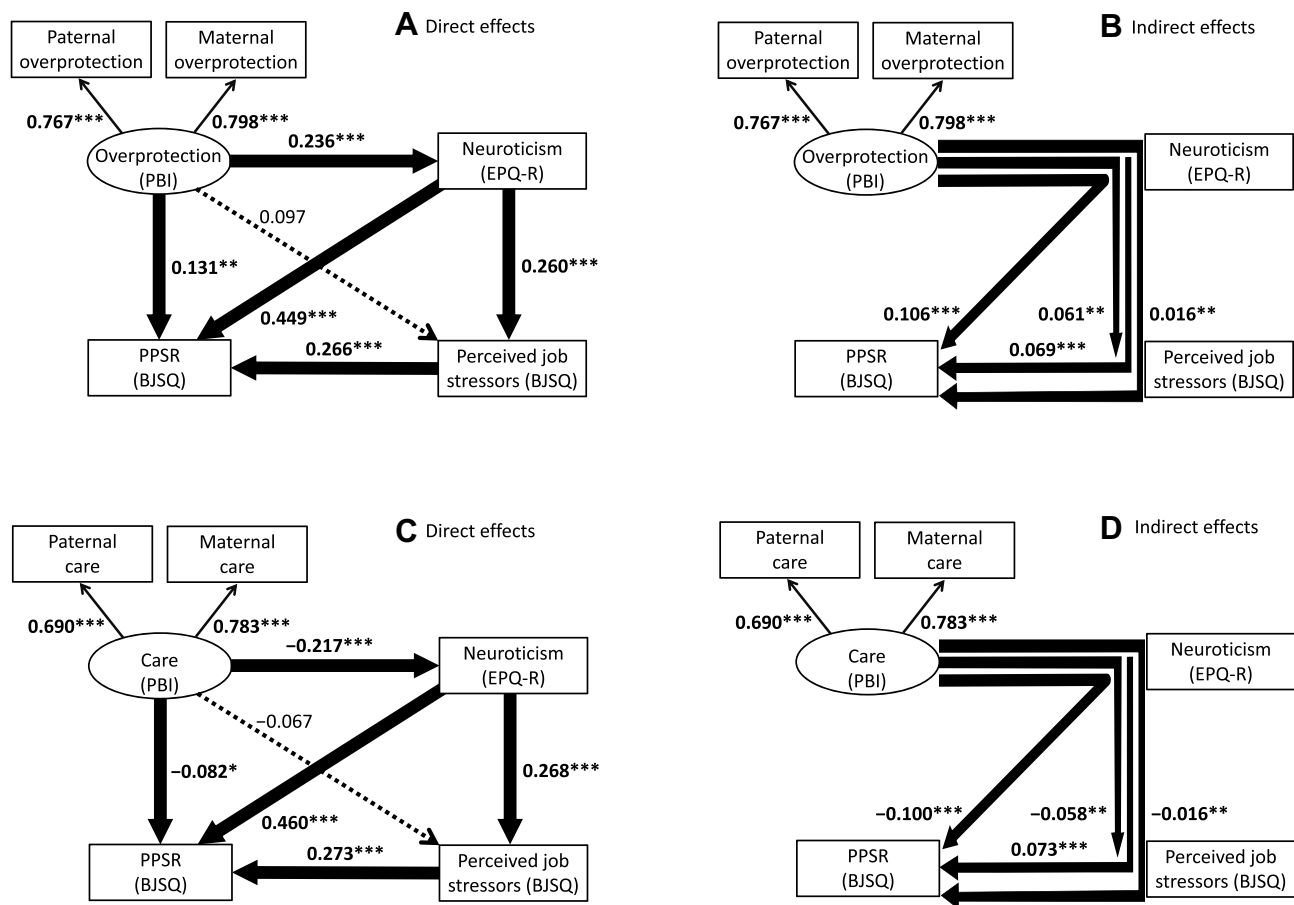 A Direct effects
Paternal
overprotection
Maternal
overprotection
0.767***
0.798***
0.236***
Overprotection
(PBI)
Neuroticism
(EPQ-R)
0.097
0.131**
0.260***
0.449***
0.266***
PPSR
(BJSQ)
Perceived job
stressors (BJSQ)
B Indirect effects
Paternal
overprotection
Maternal
overprotection
0.767***
0.798***
Overprotection
(PBI)
Neuroticism
(EPQ-R)
0.106***
0.061**
0.016**
0.069***
PPSR
(BJSQ)
Perceived job
stressors (BJSQ)
C Direct effects
Paternal
care
Maternal
care
0.690***
0.783***
−0.217***
Care
(PBI)
Neuroticism
(EPQ-R)
−0.067
−0.082*
0.268***
0.460***
0.273***
PPSR
(BJSQ)
Perceived job
stressors (BJSQ)
D Indirect effects
Paternal
care
Maternal
care
0.690***
0.783***
Care
(PBI)
Neuroticism
(EPQ-R)
−0.100***
−0.058**
−0.016**
0.073***
PPSR
(BJSQ)
Perceived job
stressors (BJSQ)